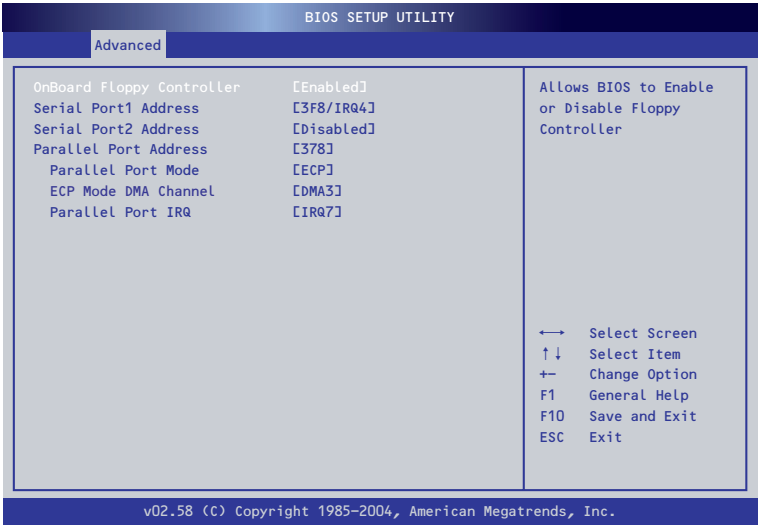 BIOS SETUP UTILITY
Advanced
OnBoard Floppy Controller [Enabled]
Serial Port1 Address [3F8/IRQ4]
Serial Port2 Address [Disabled]
Parallel Port Address [378]
Parallel Port Mode [ECP]
ECP Mode DMA Channel [DMA3]
Parallel Port IRQ [IRQ7]
Allows BIOS to Enable
or Disable Floppy
Controller
←→ Select Screen
↑↓ Select Item
+- Change Option
F1 General Help
F10 Save and Exit
ESC Exit
v02.58 (C) Copyright 1985-2004, American Megatrends, Inc.